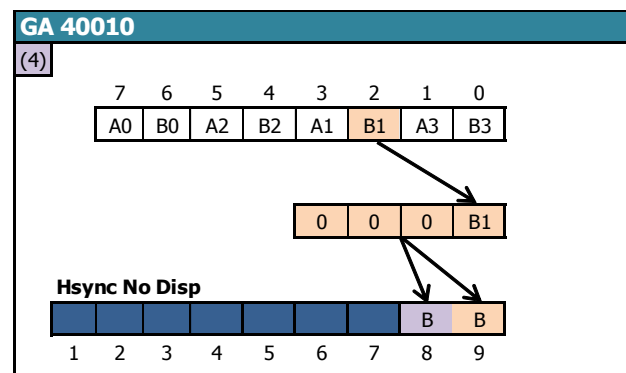 GA 40010
(4)
7 6 5 4 3 2 1 0
A0 B0 A2 B2 A1 B1 A3 B3
0 0 0 B1
Hsync No Disp
B B
1 2 3 4 5 6 7 8 9